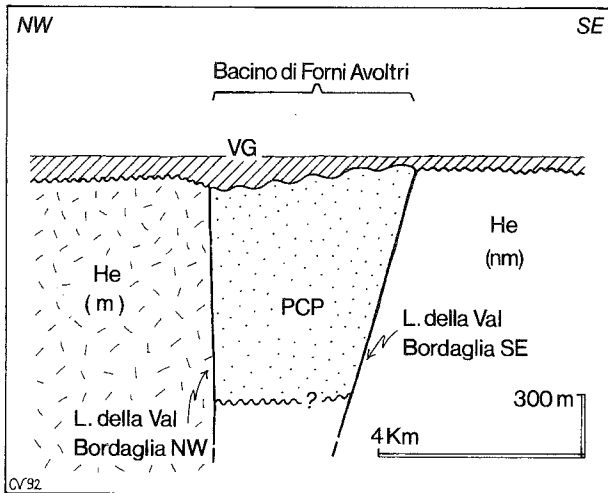 NW
SE
Bacino di Forni Avoltri
VG
He
(m)
He
(nm)
PCP
L. della Val
Bordaglia SE
?
L. della Val
Bordaglia NW
300 m
4 Km
CV 92